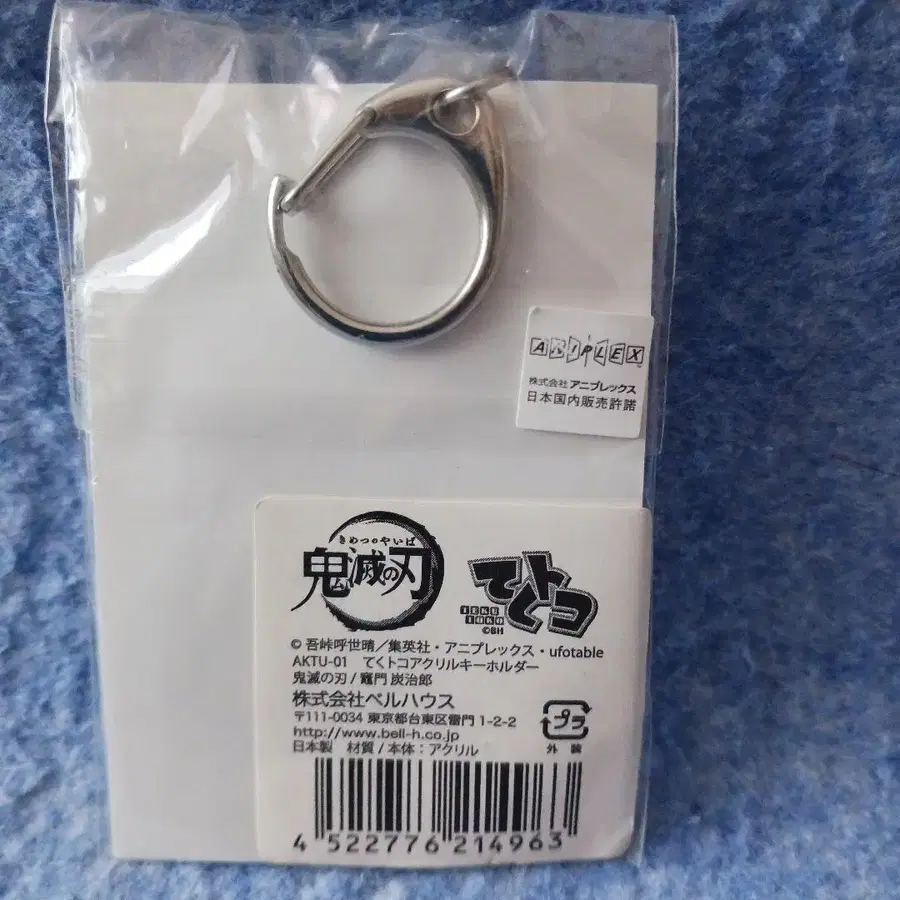 ANIPLEX
株式会社アニプレックス
日本国内販売許諾
きめつのやいば
鬼滅の刃
てくトコ
TEKU
TOKO
©BH
© 吾峠呼世晴／集英社・アニプレックス・ufotable
AKTU-01 てくトコアクリルキーホルダー
鬼滅の刃 / 竈門 炭治郎
株式会社ベルハウス
〒111-0034 東京都台東区雷門 1-2-2
http://www.bell-h.co.jp
日本製 材質 / 本体：アクリル
プラ
外 装
4 522776 214963